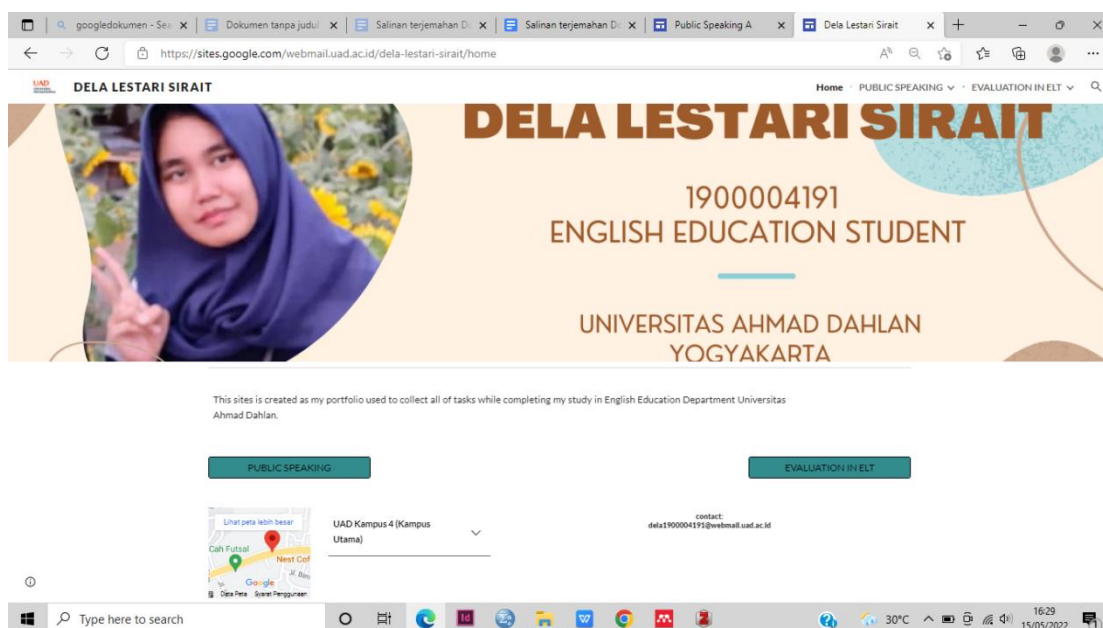 googledokumen - Sea
Dokumen tanpa judul
Salinan terjemahan Do
Salinan terjemahan Do
Public Speaking A
Dela Lestari Sirait
https://sites.google.com/webmail.uad.ac.id/dela-lestari-sirait/home
UAD
DELA LESTARI SIRAIT
Home
PUBLIC SPEAKING
EVALUATION IN ELT
DELA LESTARI SIRAIT
1900004191
ENGLISH EDUCATION STUDENT
UNIVERSITAS AHMAD DAHLAN
YOGYAKARTA
This sites is created as my portfolio used to collect all of tasks while completing my study in English Education Department Universitas
Ahmad Dahlan.
PUBLIC SPEAKING
EVALUATION IN ELT
Lihat peta lebih besar
Cah Futsal
Nest Cof
Google
Data Peta
Syarat Penggunaan
UAD Kampus 4 (Kampus
Utama)
contact:
dela1900004191@webmail.uad.ac.id
Type here to search
30°C
16:29
15/05/2022